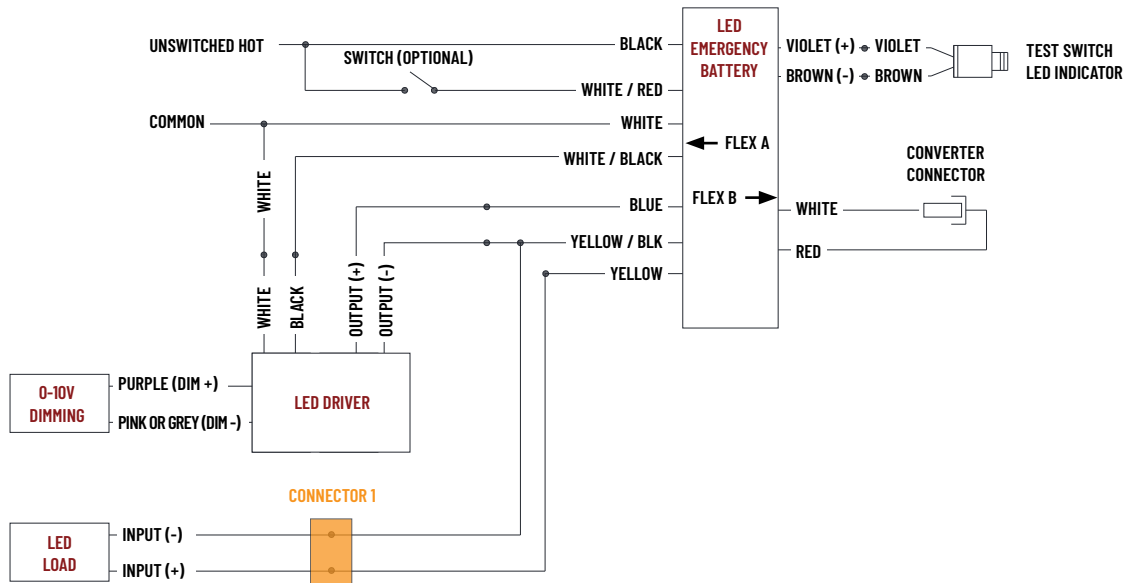 UNSWITCHED HOT
SWITCH (OPTIONAL)
BLACK
WHITE / RED
COMMON
WHITE
WHITE / BLACK
BLUE
YELLOW / BLK
YELLOW
LED
EMERGENCY
BATTERY
FLEX A
FLEX B
VIOLET (+)
VIOLET
BROWN (-)
BROWN
TEST SWITCH
LED INDICATOR
CONVERTER
CONNECTOR
WHITE
RED
WHITE
WHITE
BLACK
OUTPUT (+)
OUTPUT (-)
0-10V
DIMMING
PURPLE (DIM +)
PINK OR GREY (DIM -)
LED DRIVER
CONNECTOR 1
LED
LOAD
INPUT (-)
INPUT (+)